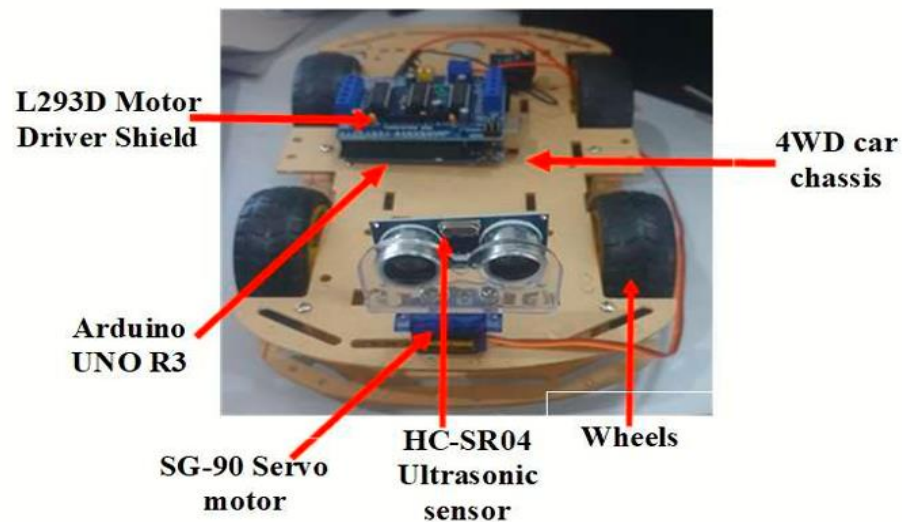 L293D Motor
Driver Shield
4WD car
chassis
Arduino
UNO R3
SG-90 Servo
motor
HC-SR04
Ultrasonic
sensor
Wheels